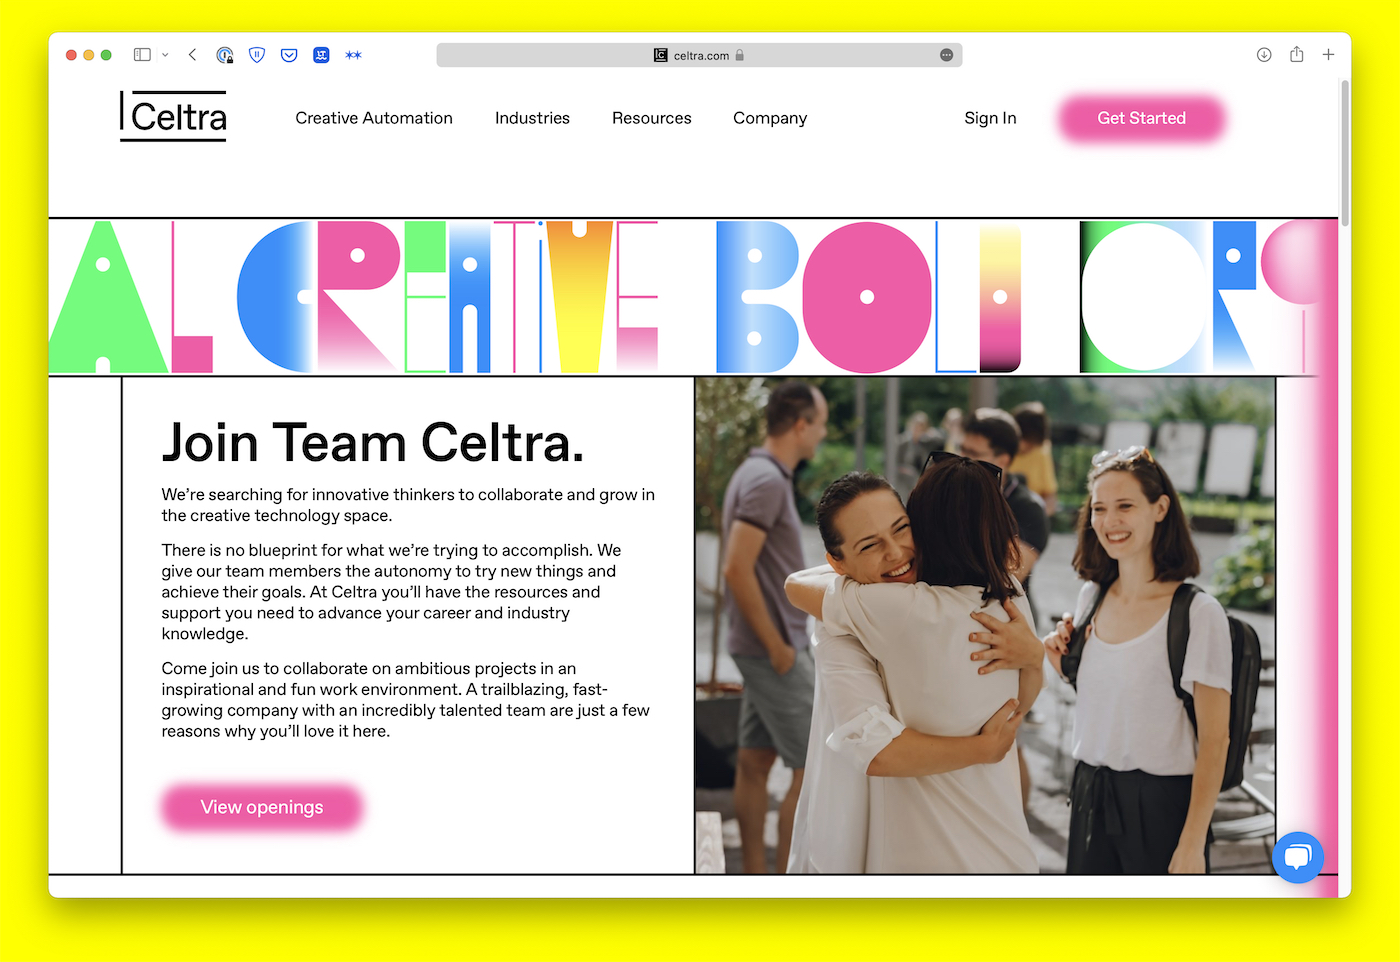 celtra.com
Celtra
Creative Automation
Industries
Resources
Company
Sign In
Get Started
AL CREATiVE BOLD OR
Join Team Celtra.
We’re searching for innovative thinkers to collaborate and grow in
the creative technology space.
There is no blueprint for what we’re trying to accomplish. We
give our team members the autonomy to try new things and
achieve their goals. At Celtra you’ll have the resources and
support you need to advance your career and industry
knowledge.
Come join us to collaborate on ambitious projects in an
inspirational and fun work environment. A trailblazing, fast-
growing company with an incredibly talented team are just a few
reasons why you’ll love it here.
View openings